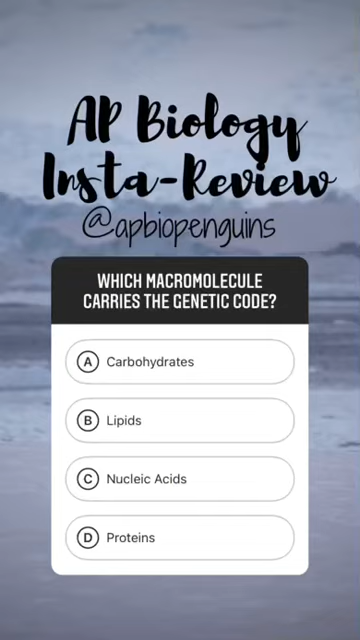 AP Biology
Insta-Review
@apbiopenguins
WHICH MACROMOLECULE
CARRIES THE GENETIC CODE?
A Carbohydrates
B Lipids
C Nucleic Acids
D Proteins